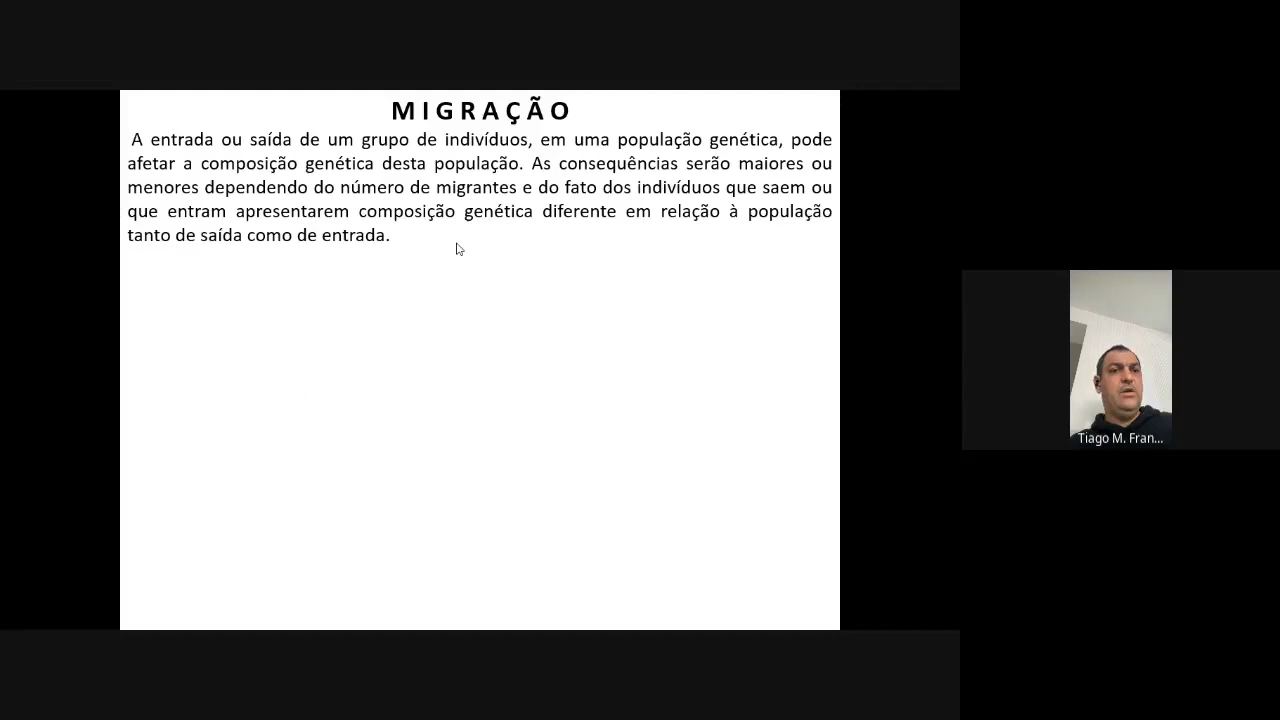 MIGRAÇÃO
A entrada ou saída de um grupo de indivíduos, em uma população genética, pode
afetar a composição genética desta população. As consequências serão maiores ou
menores dependendo do número de migrantes e do fato dos indivíduos que saem ou
que entram apresentarem composição genética diferente em relação à população
tanto de saída como de entrada.
Tiago M. Fran...